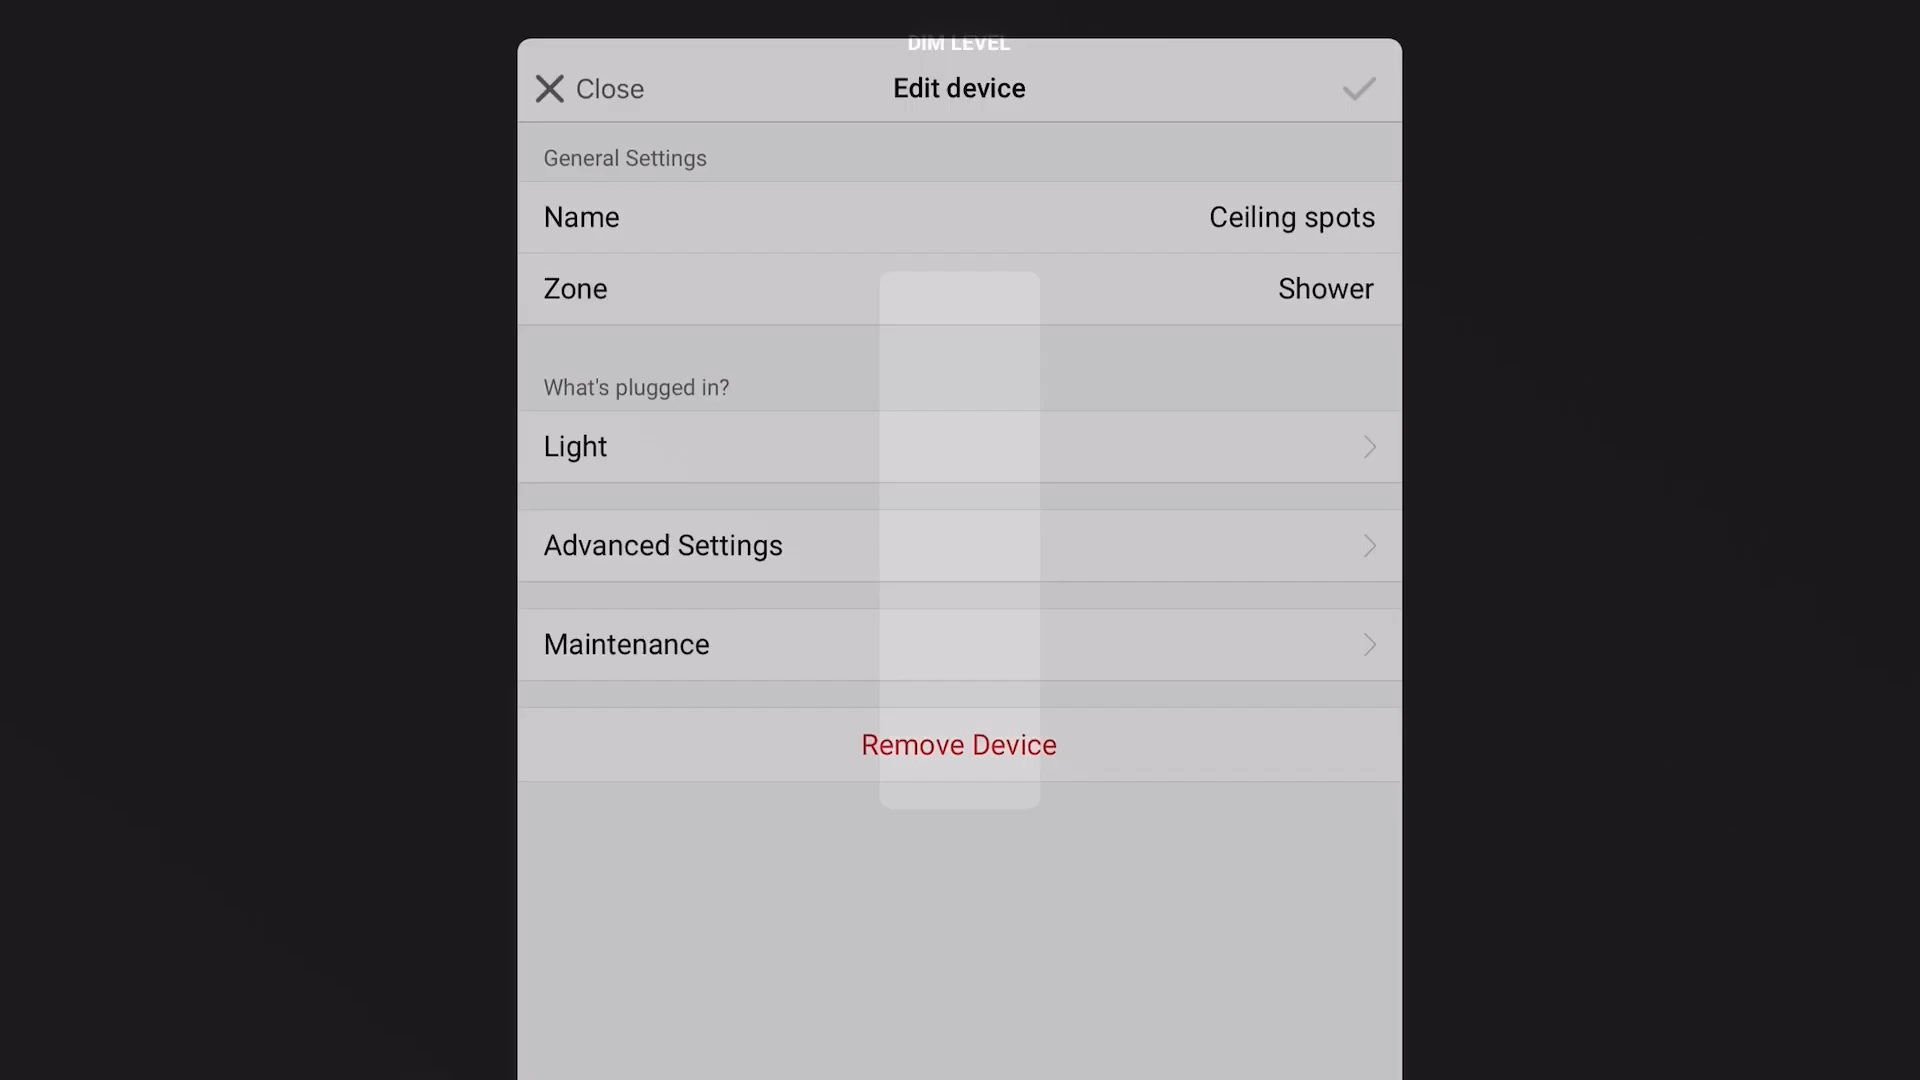 DIM LEVEL
Close
Edit device
General Settings
Name Ceiling spots
Zone Shower
What's plugged in?
Light
Advanced Settings
Maintenance
Remove Device